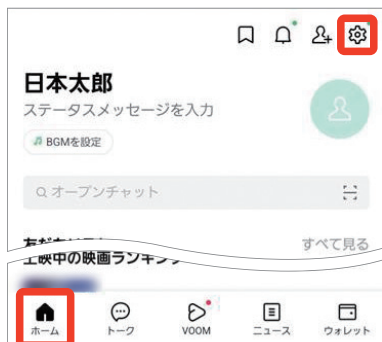 日本太郎
ステータスメッセージを入力
BGMを設定
オープンチャット
すべて見る
上映中の映画ランキング
ホーム
トーク
VOOM
ニュース
ウォレット